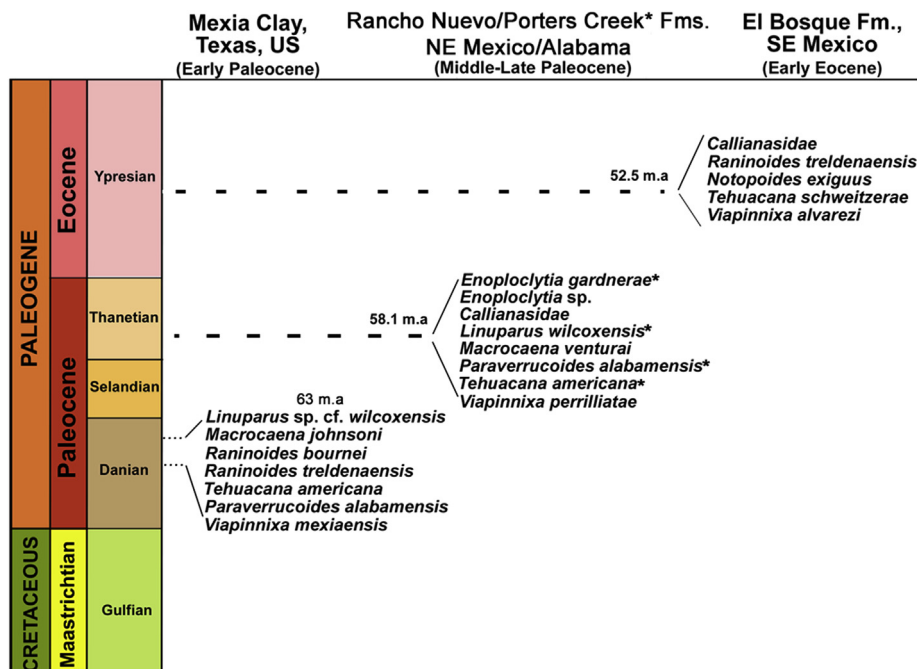 Mexia Clay,
Texas, US
(Early Paleocene)
Rancho Nuevo/Porters Creek* Fms.
NE Mexico/Alabama
(Middle-Late Paleocene)
El Bosque Fm.,
SE Mexico
(Early Eocene)
PALEOGENE
Eocene
Ypresian
52.5 m.a
Callianasidae
Raninoides treldenaensis
Notopoides exiguus
Tehuacana schweitzerae
Viapinnixa alvarezi
Paleocene
Thanetian
58.1 m.a
Enoploclytia gardnerae*
Enoploclytia sp.
Callianasidae
Linuparus wilcoxensis*
Macrocaena venturai
Paraverrucoides alabamensis*
Tehuacana americana*
Viapinnixa perrilliatae
Selandian
63 m.a
Linuparus sp. cf. wilcoxensis
Macrocaena johnsoni
Raninoides bournei
Raninoides treldenaensis
Tehuacana americana
Paraverrucoides alabamensis
Viapinnixa mexiaensis
Danian
CRETACEOUS
Maastrichtian
Gulfian